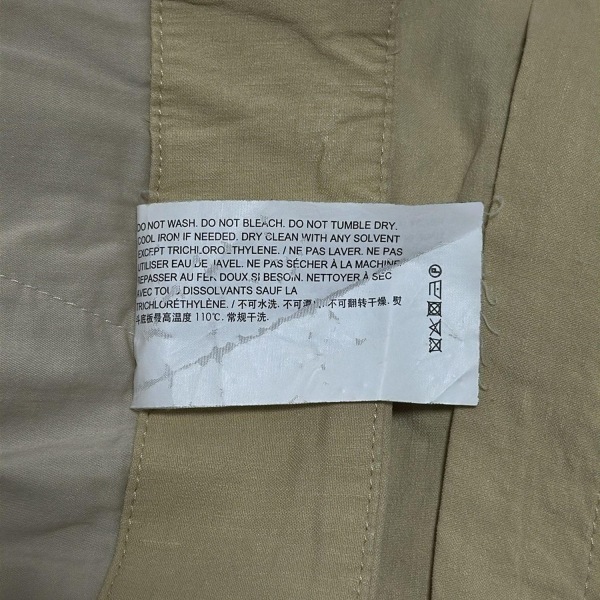 DO NOT WASH. DO NOT BLEACH. DO NOT TUMBLE DRY.
COOL IRON IF NEEDED. DRY CLEAN WITH ANY SOLVENT
EXCEPT TRICHLOROETHYLENE. / NE PAS LAVER. NE PAS
UTILISER EAU DE JAVEL. NE PAS SÉCHER À LA MACHINE.
REPASSER AU FER DOUX SI BESOIN. NETTOYER À SEC
AVEC TOUS DISSOLVANTS SAUF LA
TRICHLORÉTHYLÈNE. / 不可水洗. 不可漂 不可翻转干燥. 熨
斗底板最高温度 110℃. 常规干洗.
P